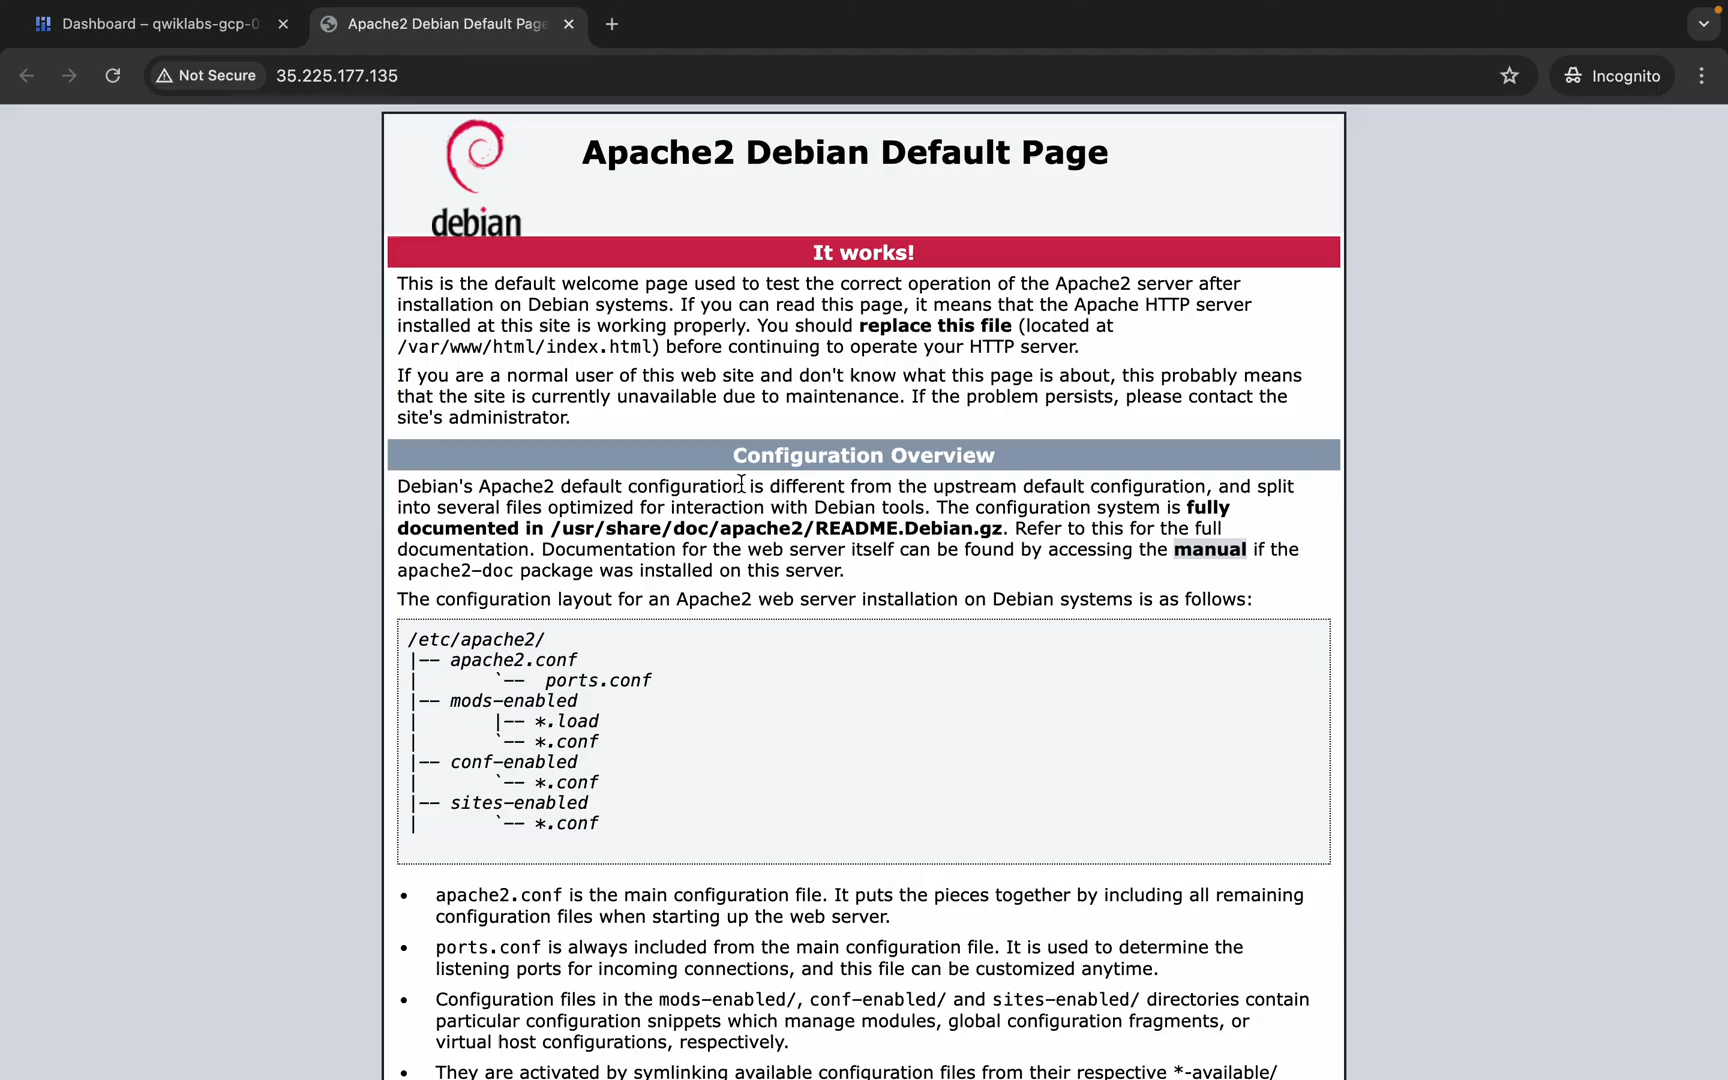 Dashboard – qwiklabs-gcp-0
Apache2 Debian Default Page
Not Secure
35.225.177.135
Incognito
debian
Apache2 Debian Default Page
It works!
This is the default welcome page used to test the correct operation of the Apache2 server after
installation on Debian systems. If you can read this page, it means that the Apache HTTP server
installed at this site is working properly. You should replace this file (located at
/var/www/html/index.html) before continuing to operate your HTTP server.
If you are a normal user of this web site and don't know what this page is about, this probably means
that the site is currently unavailable due to maintenance. If the problem persists, please contact the
site's administrator.
Configuration Overview
Debian's Apache2 default configuration is different from the upstream default configuration, and split
into several files optimized for interaction with Debian tools. The configuration system is fully
documented in /usr/share/doc/apache2/README.Debian.gz. Refer to this for the full
documentation. Documentation for the web server itself can be found by accessing the manual if the
apache2-doc package was installed on this server.
The configuration layout for an Apache2 web server installation on Debian systems is as follows:
/etc/apache2/
|-- apache2.conf
|       `--  ports.conf
|-- mods-enabled
|       |-- *.load
|       `-- *.conf
|-- conf-enabled
|       `-- *.conf
|-- sites-enabled
|       `-- *.conf
• apache2.conf is the main configuration file. It puts the pieces together by including all remaining
configuration files when starting up the web server.
• ports.conf is always included from the main configuration file. It is used to determine the
listening ports for incoming connections, and this file can be customized anytime.
• Configuration files in the mods-enabled/, conf-enabled/ and sites-enabled/ directories contain
particular configuration snippets which manage modules, global configuration fragments, or
virtual host configurations, respectively.
• They are activated by symlinking available configuration files from their respective *-available/